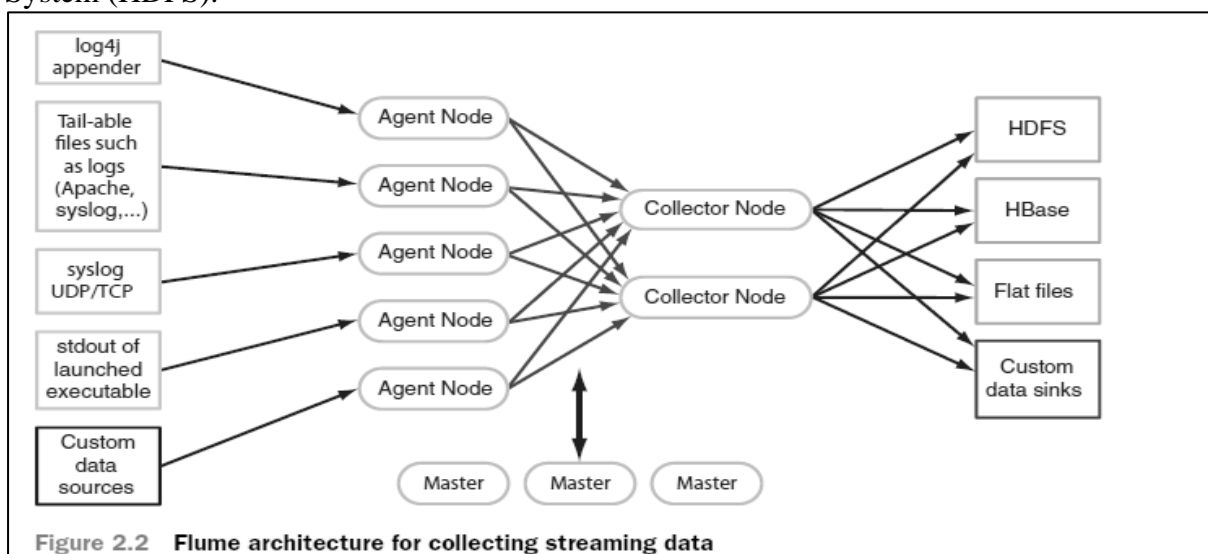 System (HDFS).
log4j
appender
Tail-able
files such
as logs
(Apache,
syslog,...)
syslog
UDP/TCP
stdout of
launched
executable
Custom
data
sources
Agent Node
Agent Node
Agent Node
Agent Node
Agent Node
Collector Node
Collector Node
HDFS
HBase
Flat files
Custom
data sinks
Master
Master
Master
Figure 2.2 Flume architecture for collecting streaming data